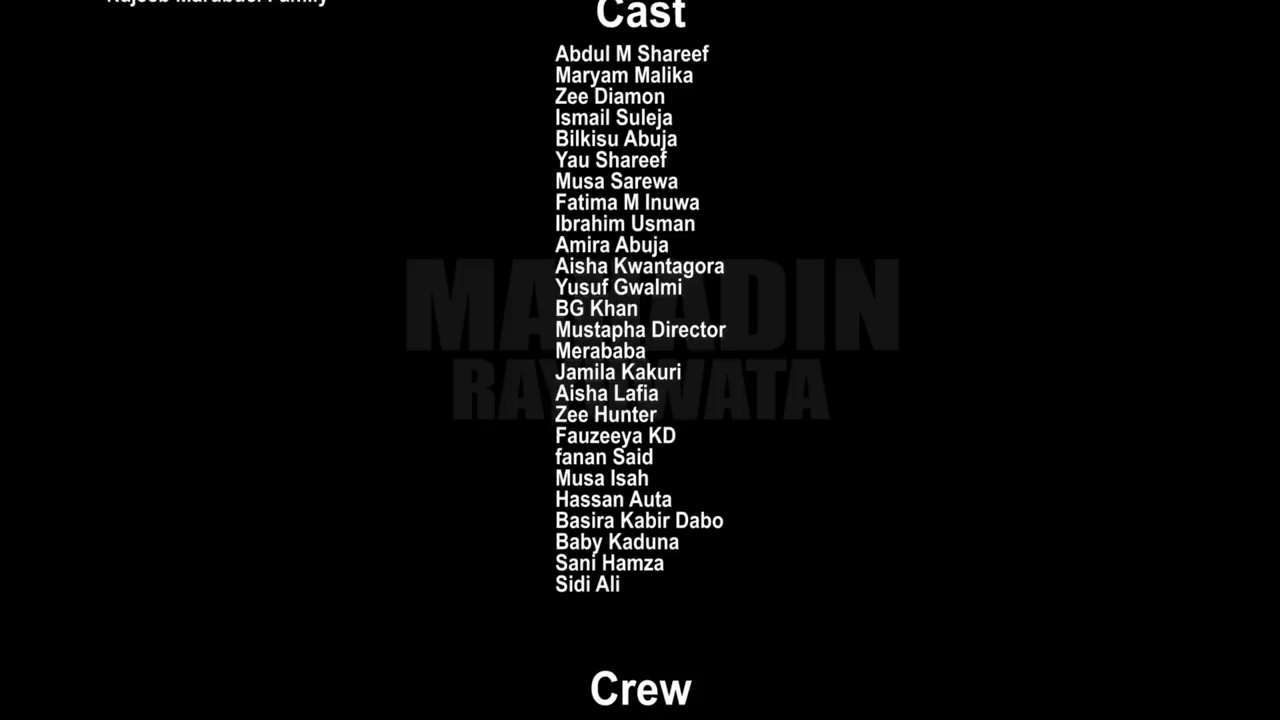 Family
Cast
Abdul M Shareef
Maryam Malika
Zee Diamon
Ismail Suleja
Bilkisu Abuja
Yau Shareef
Musa Sarewa
Fatima M Inuwa
Ibrahim Usman
Amira Abuja
Aisha Kwantagora
Yusuf Gwalmi
BG Khan
Mustapha Director
Merababa
Jamila Kakuri
Aisha Lafia
Zee Hunter
Fauzeeya KD
fanan Said
Musa Isah
Hassan Auta
Basira Kabir Dabo
Baby Kaduna
Sani Hamza
Sidi Ali
Crew